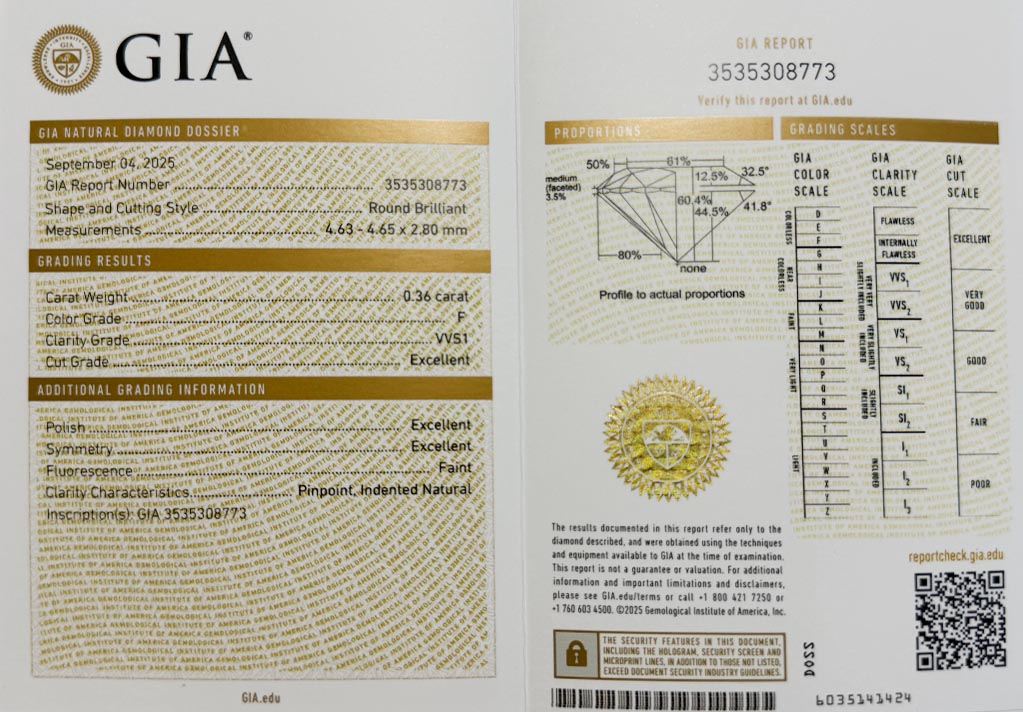 GIA®
GIA NATURAL DIAMOND DOSSIER®
September 04, 2025
GIA Report Number 3535308773
Shape and Cutting Style Round Brilliant
Measurements 4.63 - 4.65 x 2.80 mm
GRADING RESULTS
Carat Weight 0.36 carat
Color Grade F
Clarity Grade VVS1
Cut Grade Excellent
ADDITIONAL GRADING INFORMATION
Polish Excellent
Symmetry Excellent
Fluorescence Faint
Clarity Characteristics Pinpoint, Indented Natural
Inscription(s): GIA 3535308773
GIA.edu
GIA REPORT
3535308773
Verify this report at GIA.edu
PROPORTIONS
50%
61%
12.5%
32.5°
medium
(faceted)
3.5%
60.4%
44.5%
41.8°
80%
none
Profile to actual proportions
GRADING SCALES
GIA
COLOR
SCALE
COLORLESS
D
E
F
NEAR
COLORLESS
G
H
I
J
FAINT
K
L
M
VERY LIGHT
N
O
P
Q
R
LIGHT
S
T
U
V
W
X
Y
Z
GIA
CLARITY
SCALE
FLAWLESS
INTERNALLY
FLAWLESS
VERY VERY
SLIGHTLY INCLUDED
VVS1
VVS2
VERY SLIGHTLY
INCLUDED
VS1
VS2
SLIGHTLY
INCLUDED
SI1
SI2
INCLUDED
I1
I2
I3
GIA
CUT
SCALE
EXCELLENT
VERY
GOOD
GOOD
FAIR
POOR
The results documented in this report refer only to the
diamond described, and were obtained using the techniques
and equipment available to GIA at the time of examination.
This report is not a guarantee or valuation. For additional
information and important limitations and disclaimers,
please see GIA.edu/terms or call +1 800 421 7250 or
+1 760 603 4500. ©2025 Gemological Institute of America, Inc.
THE SECURITY FEATURES IN THIS DOCUMENT,
INCLUDING THE HOLOGRAM, SECURITY SCREEN AND
MICROPRINT LINES, IN ADDITION TO THOSE NOT LISTED,
EXCEED DOCUMENT SECURITY INDUSTRY GUIDELINES.
reportcheck.gia.edu
6035141424